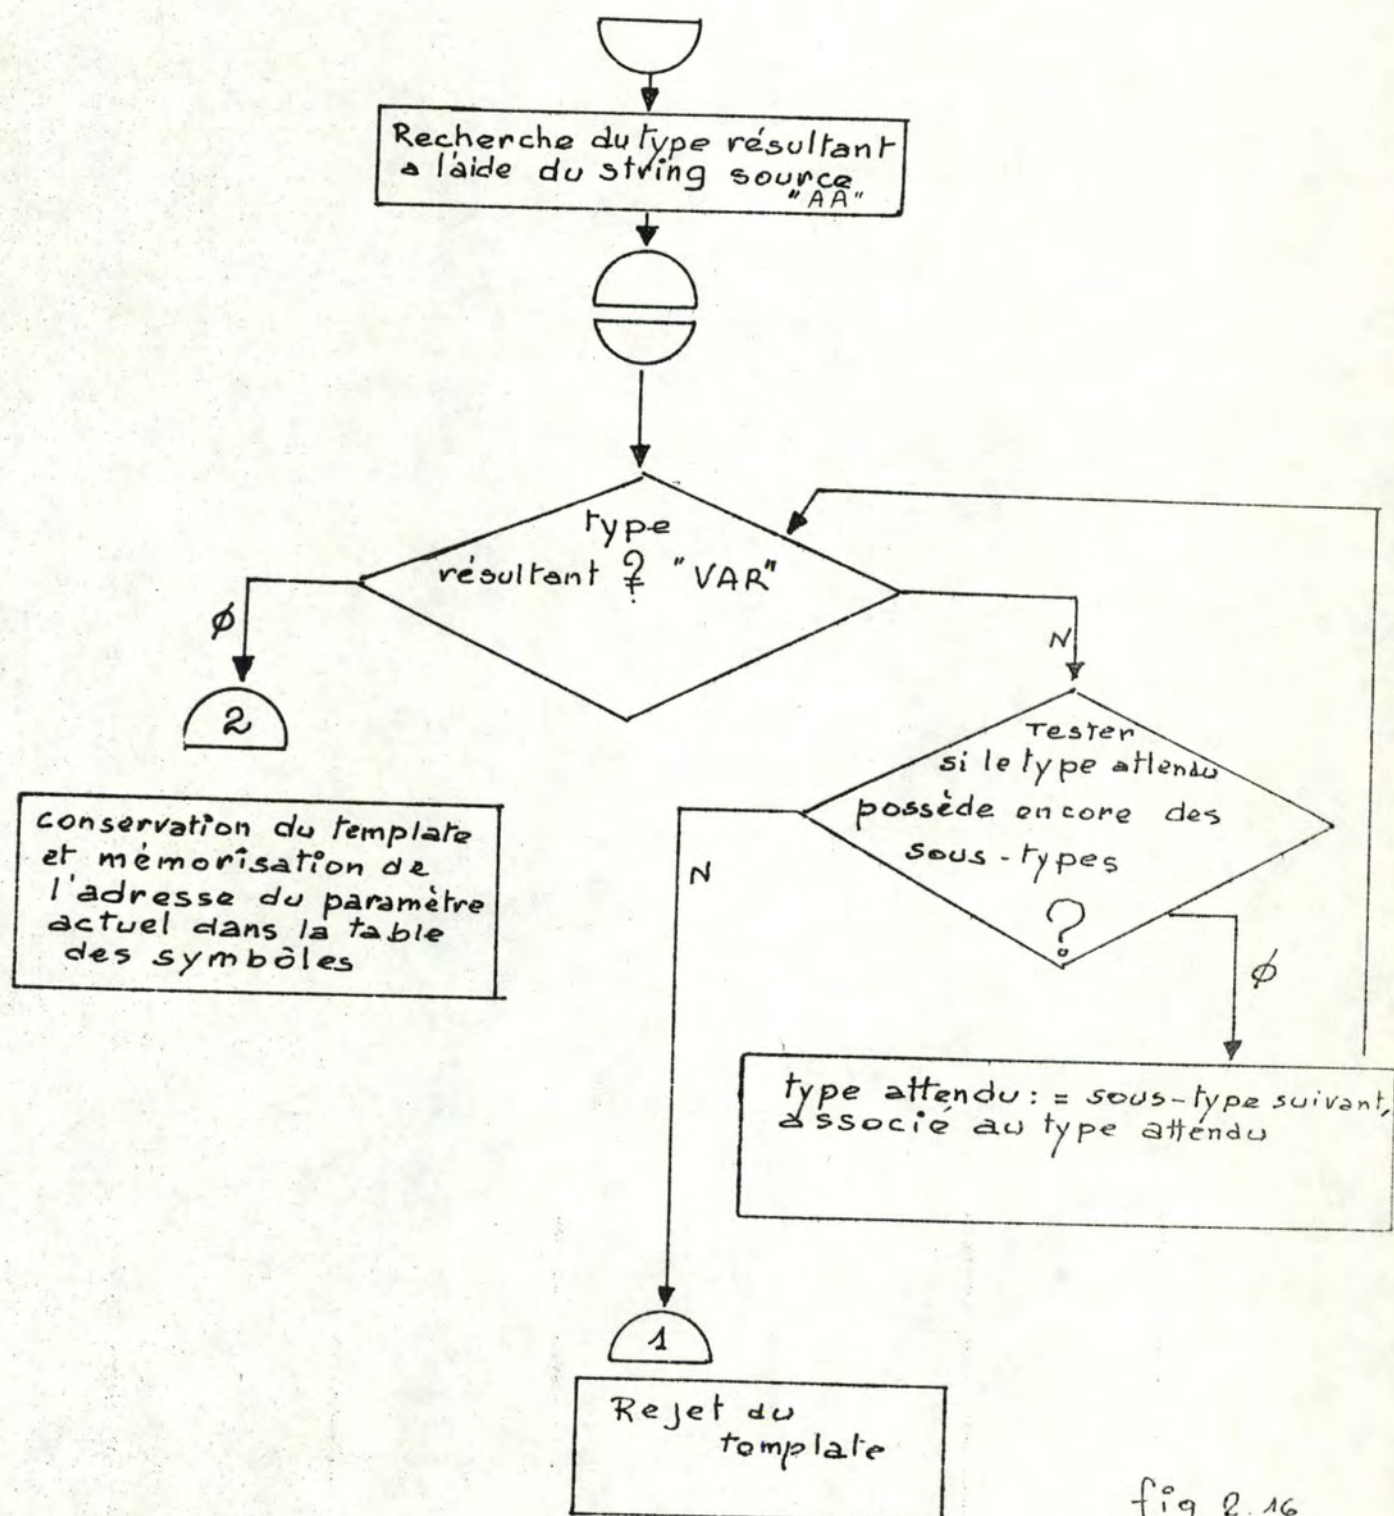 Recherche du type résultant
a l'aide du string source
"AA"
type
résultant ? "VAR"
φ
N
2
Tester
si le type attendu
possède encore des
sous-types
?
N
φ
conservation du template
et mémorisation de
l'adresse du paramètre
actuel dans la table
des symbôles
type attendu := sous-type suivant,
associé au type attendu
1
Rejet du
template
fig 2.16